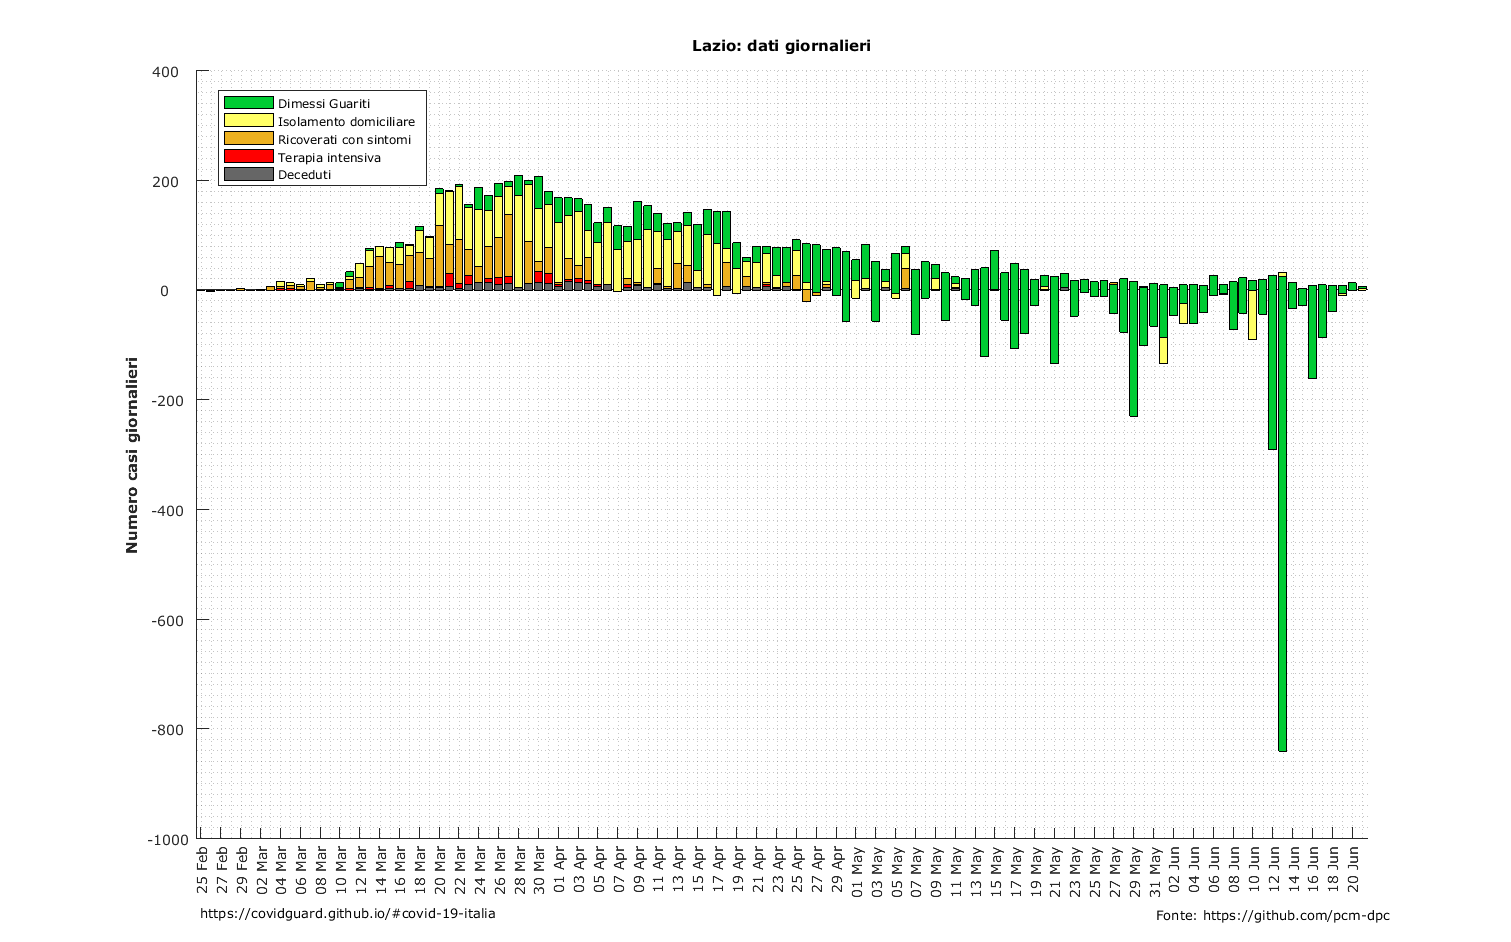 Lazio: dati giornalieri
400
200
0
-200
-400
-600
-800
-1000
Numero casi giornalieri
Dimessi Guariti
Isolamento domiciliare
Ricoverati con sintomi
Terapia intensiva
Deceduti
25 Feb
27 Feb
29 Feb
02 Mar
04 Mar
06 Mar
08 Mar
10 Mar
12 Mar
14 Mar
16 Mar
18 Mar
20 Mar
22 Mar
24 Mar
26 Mar
28 Mar
30 Mar
01 Apr
03 Apr
05 Apr
07 Apr
09 Apr
11 Apr
13 Apr
15 Apr
17 Apr
19 Apr
21 Apr
23 Apr
25 Apr
27 Apr
29 Apr
01 May
03 May
05 May
07 May
09 May
11 May
13 May
15 May
17 May
19 May
21 May
23 May
25 May
27 May
29 May
31 May
02 Jun
04 Jun
06 Jun
08 Jun
10 Jun
12 Jun
14 Jun
16 Jun
18 Jun
20 Jun
https://covidguard.github.io/#covid-19-italia
Fonte: https://github.com/pcm-dpc